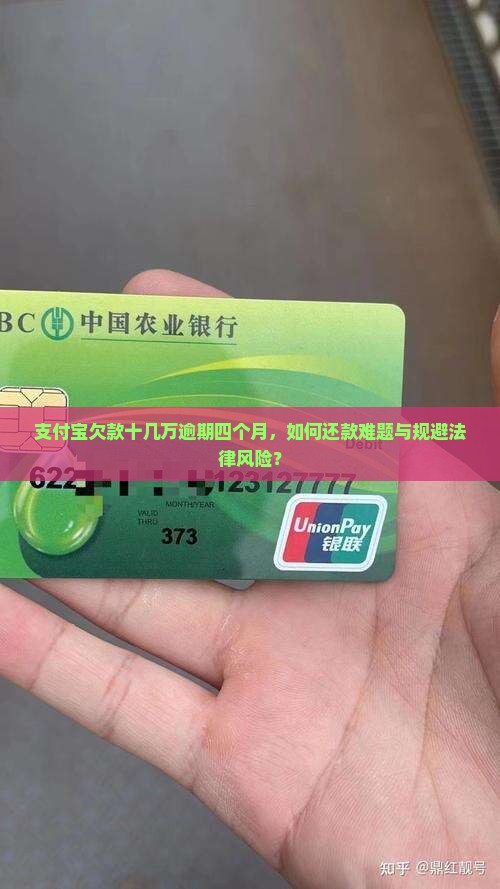 BC 中国农业银行
支付宝欠款十几万逾期四个月，如何还款难题与规避法
律风险？
Debit
622
123127777
MONTH/YEAR
VALID
THRU
373
UnionPay
银联
知乎 @鼎红靓号